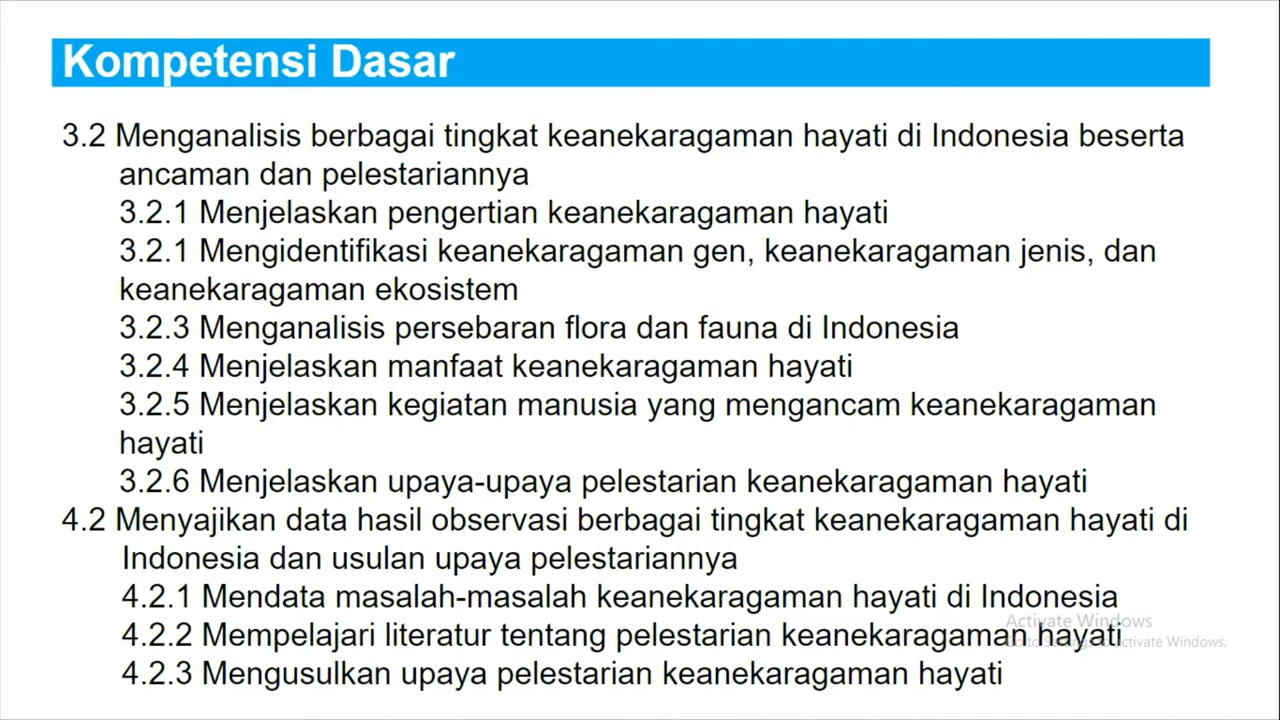 Kompetensi Dasar
3.2 Menganalisis berbagai tingkat keanekaragaman hayati di Indonesia beserta
ancaman dan pelestariannya
3.2.1 Menjelaskan pengertian keanekaragaman hayati
3.2.1 Mengidentifikasi keanekaragaman gen, keanekaragaman jenis, dan
keanekaragaman ekosistem
3.2.3 Menganalisis persebaran flora dan fauna di Indonesia
3.2.4 Menjelaskan manfaat keanekaragaman hayati
3.2.5 Menjelaskan kegiatan manusia yang mengancam keanekaragaman
hayati
3.2.6 Menjelaskan upaya-upaya pelestarian keanekaragaman hayati
4.2 Menyajikan data hasil observasi berbagai tingkat keanekaragaman hayati di
Indonesia dan usulan upaya pelestariannya
4.2.1 Mendata masalah-masalah keanekaragaman hayati di Indonesia
Activate Windows
4.2.2 Mempelajari literatur tentang pelestarian keanekaragaman hayati
Go to Settings to activate Windows.
4.2.3 Mengusulkan upaya pelestarian keanekaragaman hayati